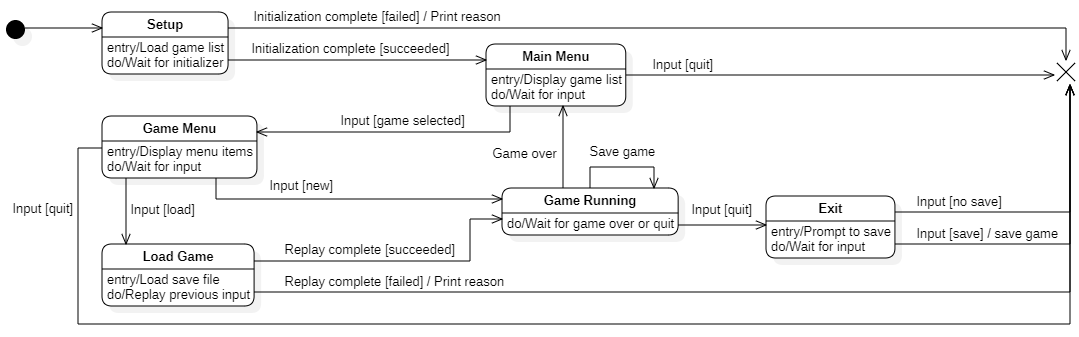 Initialization complete [failed] / Print reason
Setup
entry/Load game list
do/Wait for initializer
Initialization complete [succeeded]
Main Menu
entry/Display game list
do/Wait for input
Input [quit]
Input [game selected]
Game Menu
entry/Display menu items
do/Wait for input
Game over
Save game
Input [new]
Game Running
do/Wait for game over or quit
Input [quit]
Exit
entry/Prompt to save
do/Wait for input
Input [no save]
Input [save] / save game
Input [quit]
Input [load]
Load Game
entry/Load save file
do/Replay previous input
Replay complete [succeeded]
Replay complete [failed] / Print reason